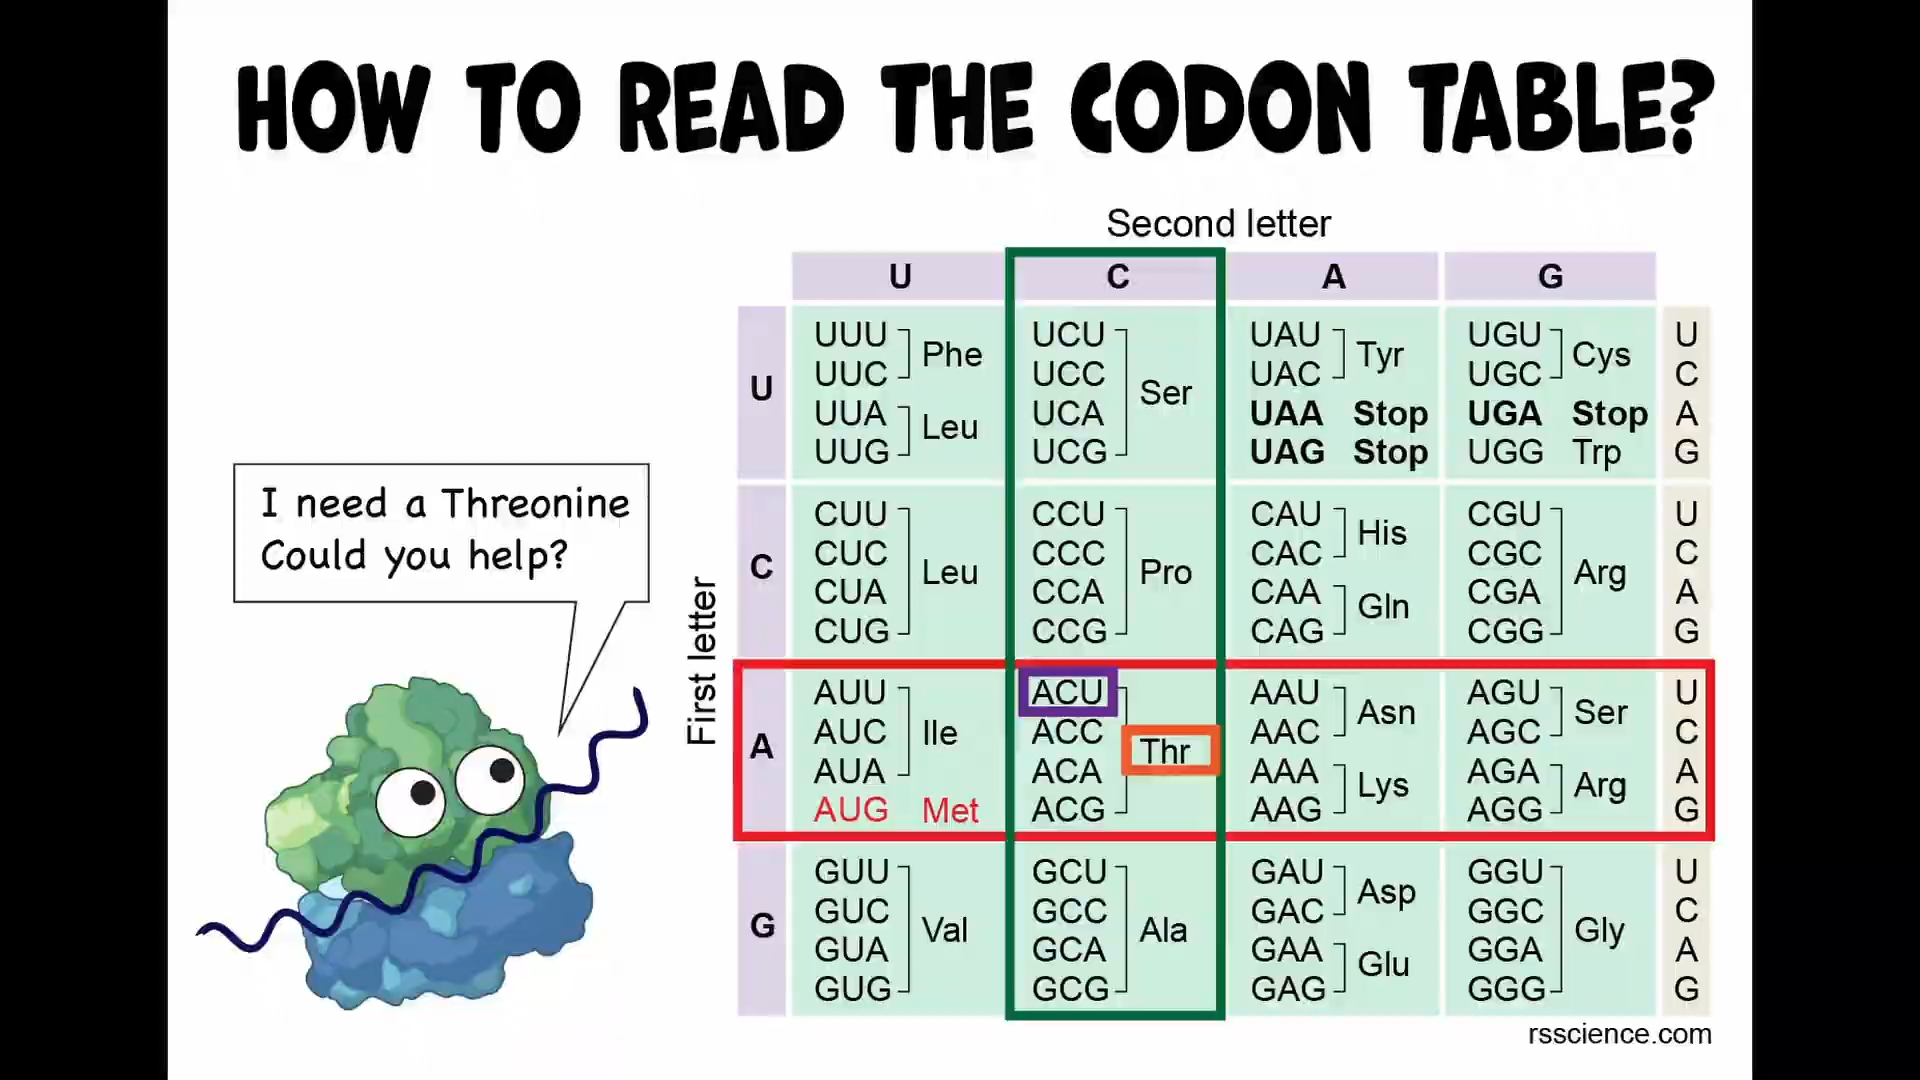 HOW TO READ THE CODON TABLE?
Second letter
U C A G
I need a Threonine
Could you help?
First letter
U
UUU
UUC
Phe
UUA
UUG
Leu
UCU
UCC
UCA
UCG
Ser
UAU
UAC
Tyr
UAA Stop
UAG Stop
UGU
UGC
Cys
UGA Stop
UGG Trp
U
C
A
G
C
CUU
CUC
CUA
CUG
Leu
CCU
CCC
CCA
CCG
Pro
CAU
CAC
His
CAA
CAG
Gln
CGU
CGC
CGA
CGG
Arg
U
C
A
G
A
AUU
AUC
AUA
Ile
AUG Met
ACU
ACC
ACA
ACG
Thr
AAU
AAC
Asn
AAA
AAG
Lys
AGU
AGC
Ser
AGA
AGG
Arg
U
C
A
G
G
GUU
GUC
GUA
GUG
Val
GCU
GCC
GCA
GCG
Ala
GAU
GAC
Asp
GAA
GAG
Glu
GGU
GGC
GGA
GGG
Gly
U
C
A
G
rsscience.com